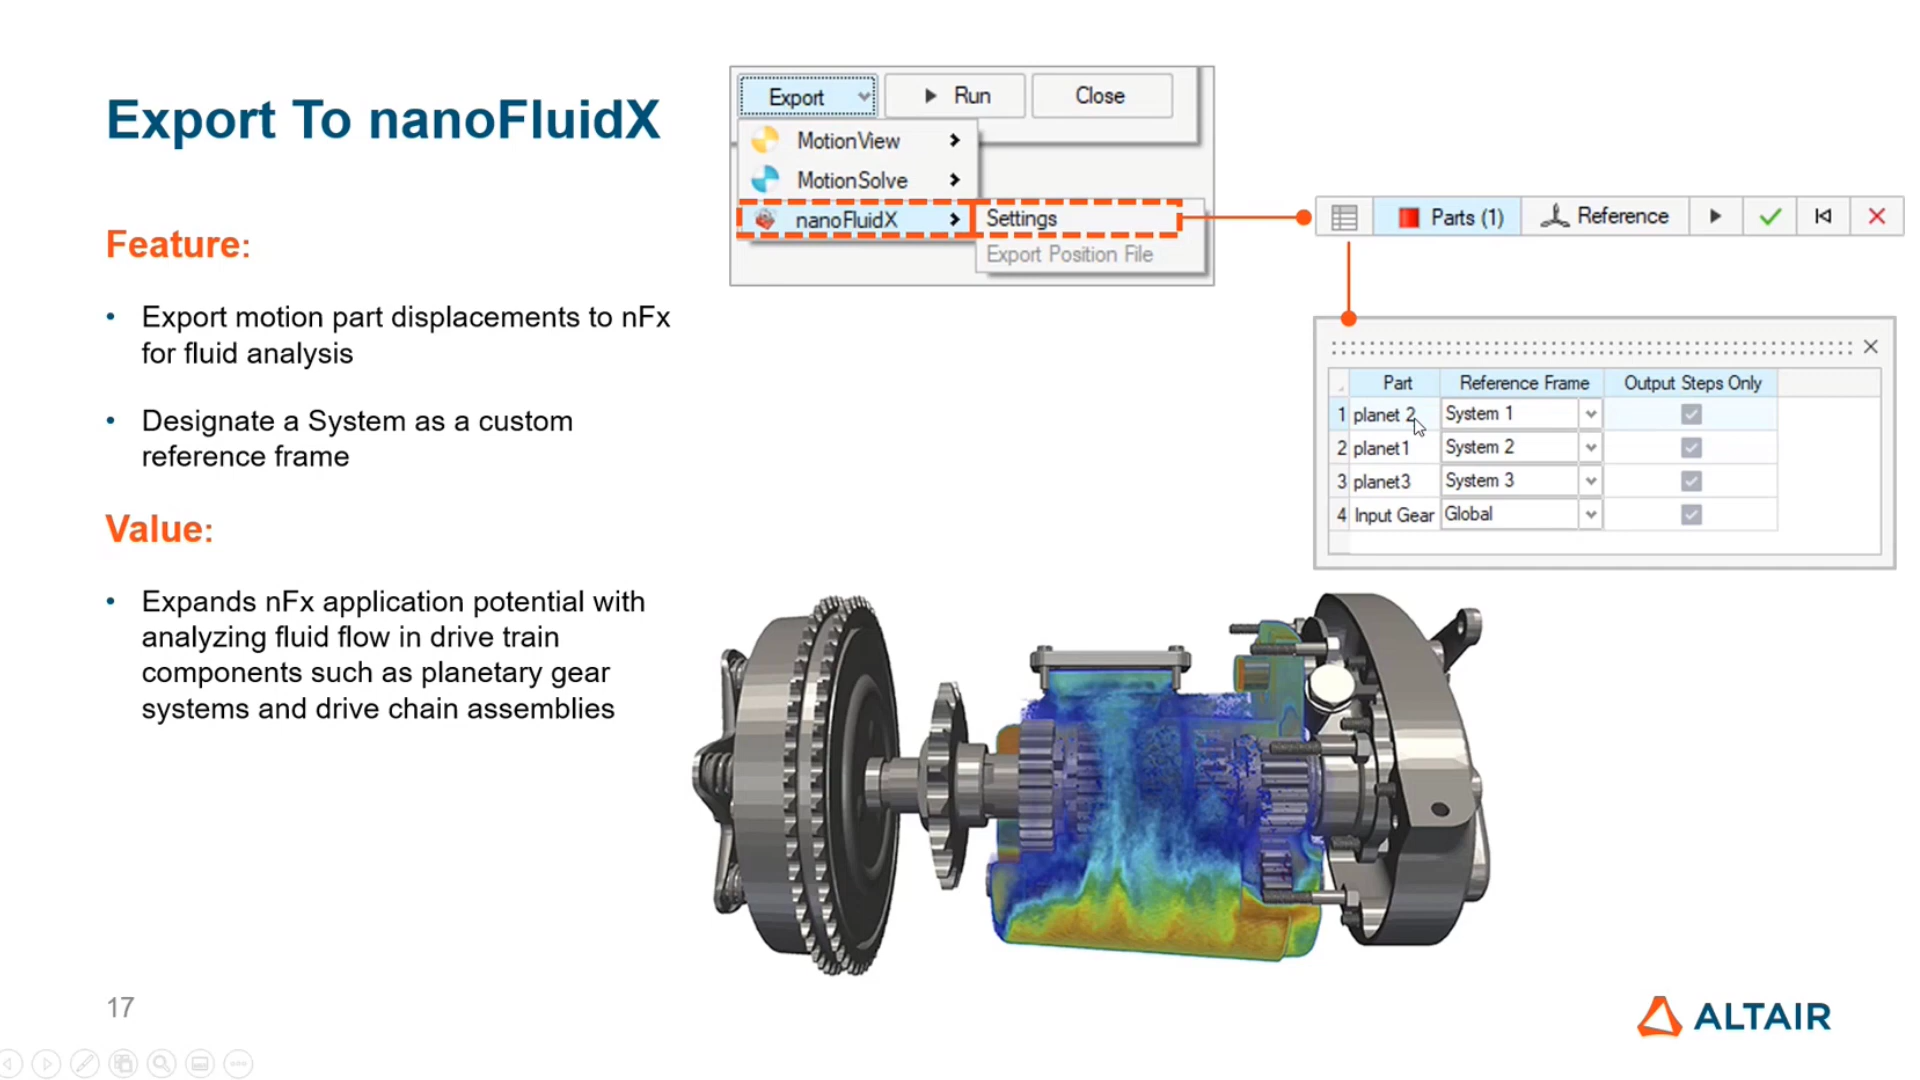 Export To nanoFluidX
Feature:
• Export motion part displacements to nFx
for fluid analysis
• Designate a System as a custom
reference frame
Value:
• Expands nFx application potential with
analyzing fluid flow in drive train
components such as planetary gear
systems and drive chain assemblies
Export Run Close
MotionView
MotionSolve
nanoFluidX Settings
Export Position File
Parts (1) Reference
Part Reference Frame Output Steps Only
1 planet 2 System 1
2 planet1 System 2
3 planet3 System 3
4 Input Gear Global
17
ALTAIR